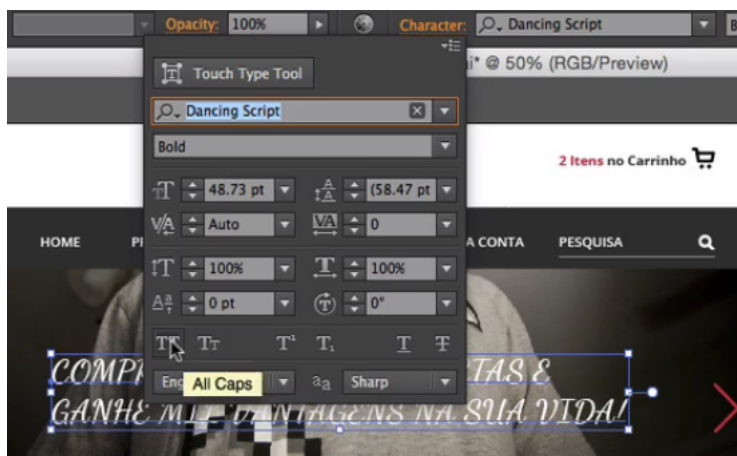 Opacity: 100% Character: Dancing Script
Touch Type Tool
* @ 50% (RGB/Preview)
Dancing Script
Bold
2 Itens no Carrinho
48.73 pt (58.47 pt
Auto 0
HOME A CONTA PESQUISA
100% 100%
0 pt 0°
All Caps
Sharp
GANHE MIL VANTAGENS NA SUA VIDA!